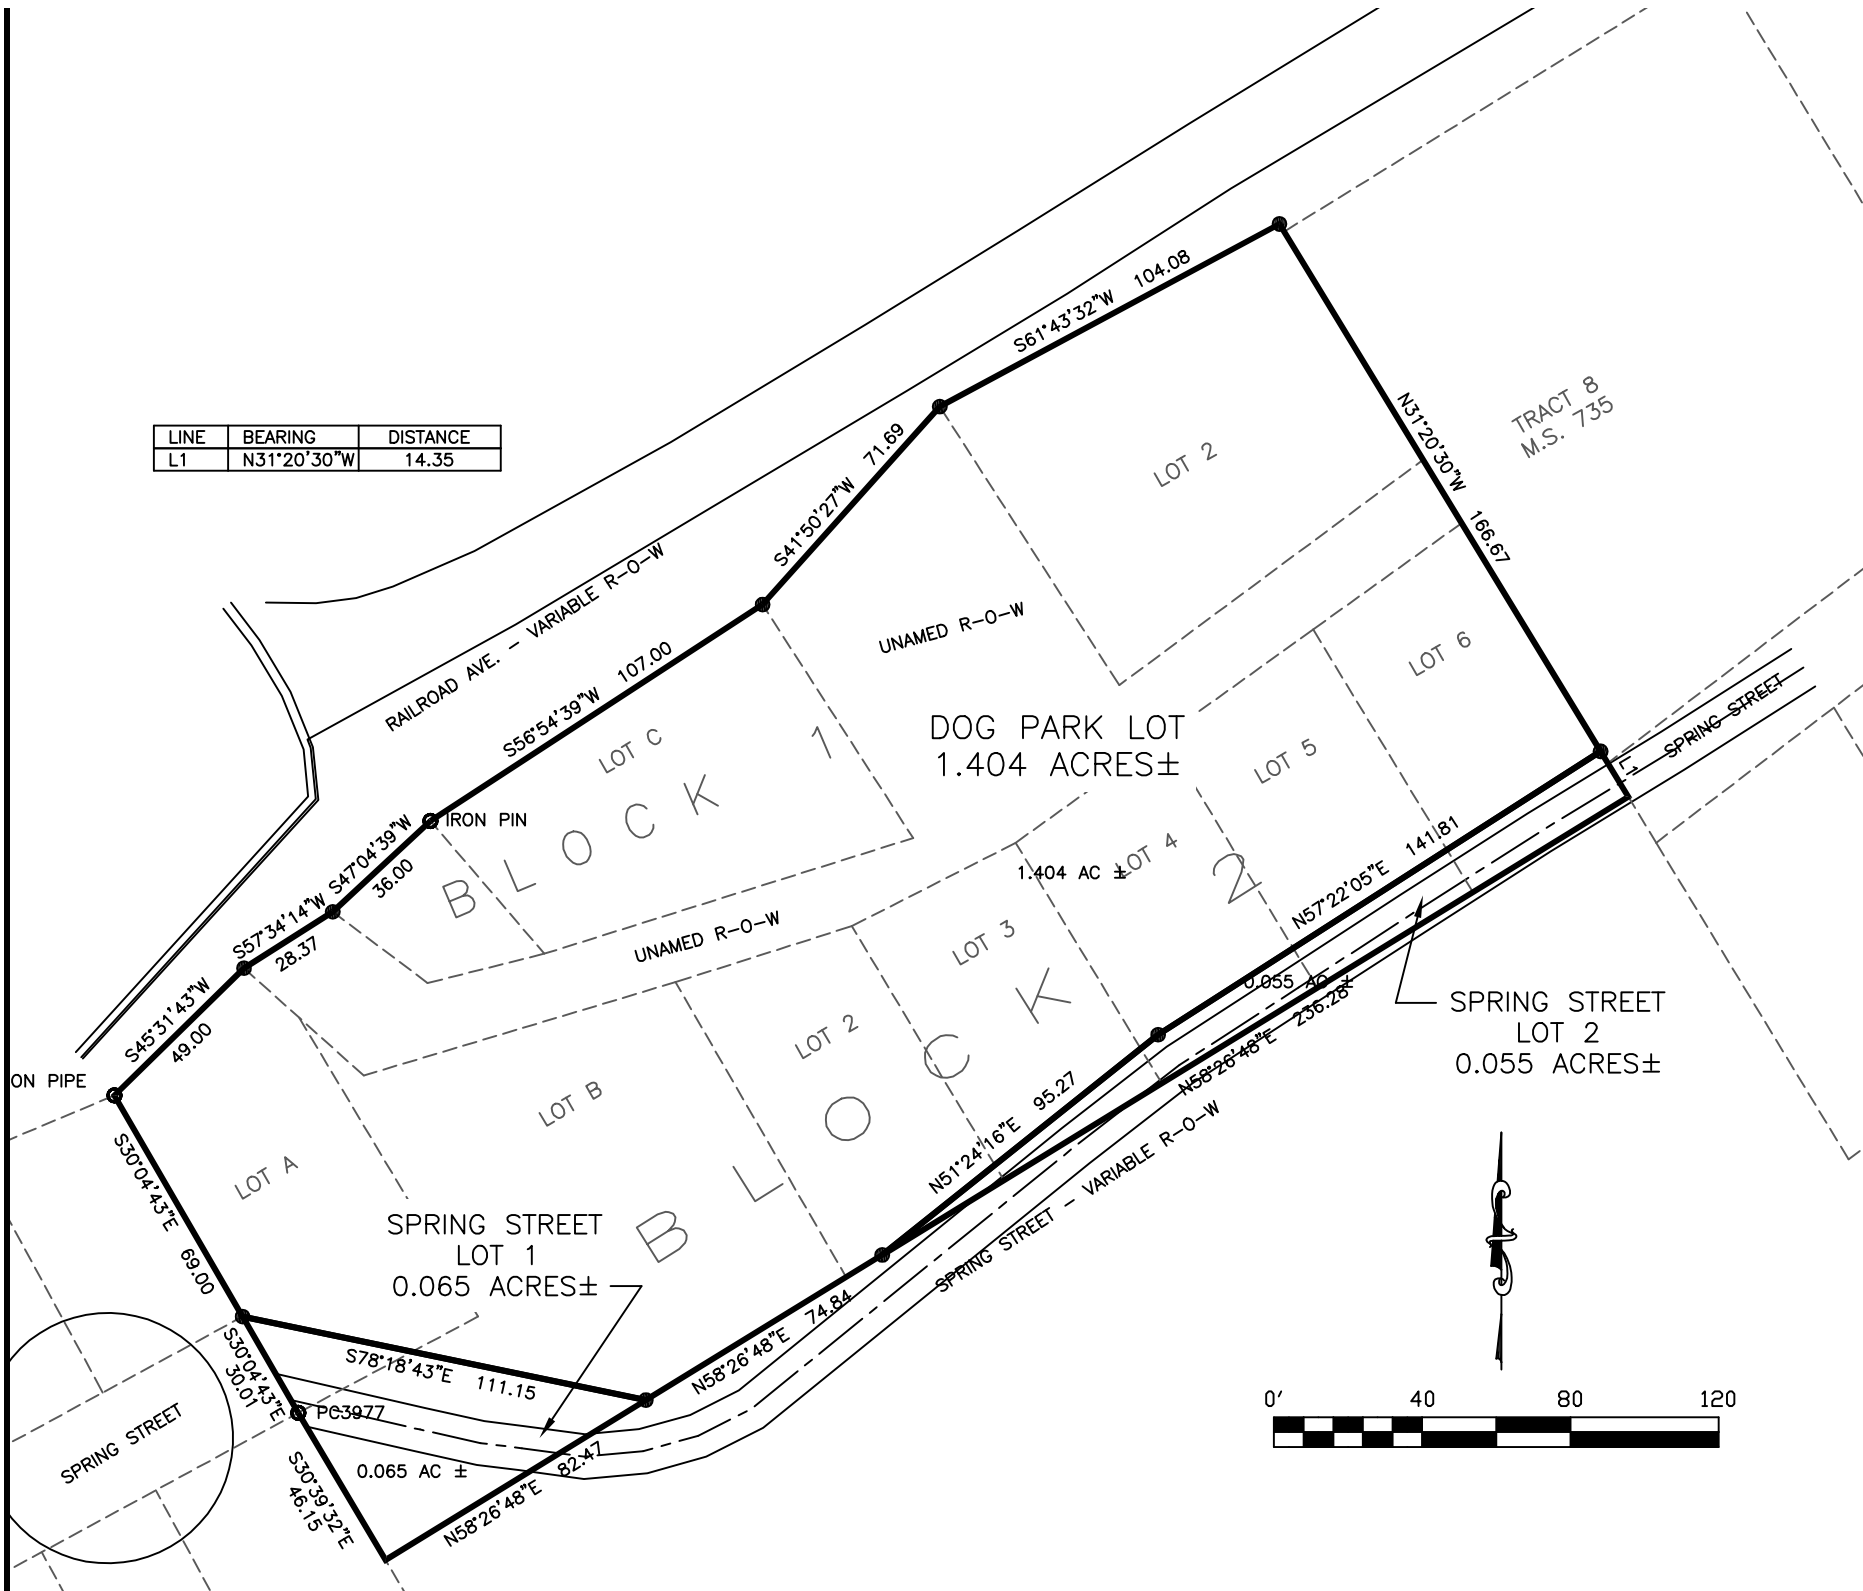 S61°43'32"W 104.08
TRACT 8
M.S. 735
N31°20'30"W 166.67
LINE BEARING DISTANCE
L1 N31°20'30"W 14.35
S41°50'27"W 71.69
LOT 2
RAILROAD AVE. - VARIABLE R-O-W
UNAMED R-O-W
LOT 6
S56°54'39"W 107.00
LOT C
DOG PARK LOT
1.404 ACRES±
LOT 5
SPRING STREET
L1
IRON PIN
BLOCK 1
S47°04'39"W
36.00
1.404 AC ±
LOT 4
2
N57°22'05"E 141.81
S57°34'14"W
28.37
UNAMED R-O-W
LOT 3
0.055 AC ±
SPRING STREET
LOT 2
0.055 ACRES±
S45°31'43"W
49.00
LOT 2
BLOCK
N58°26'48"E 236.28
ON PIPE
LOT B
N51°24'16"E 95.27
S30°04'43"E 69.00
LOT A
SPRING STREET - VARIABLE R-O-W
SPRING STREET
LOT 1
0.065 ACRES±
N58°26'48"E 74.84
S78°18'43"E 111.15
S30°04'43"E
30.01
PC3977
SPRING STREET
0.065 AC ±
S30°39'32"E
46.15
N58°26'48"E 82.47
0' 40 80 120